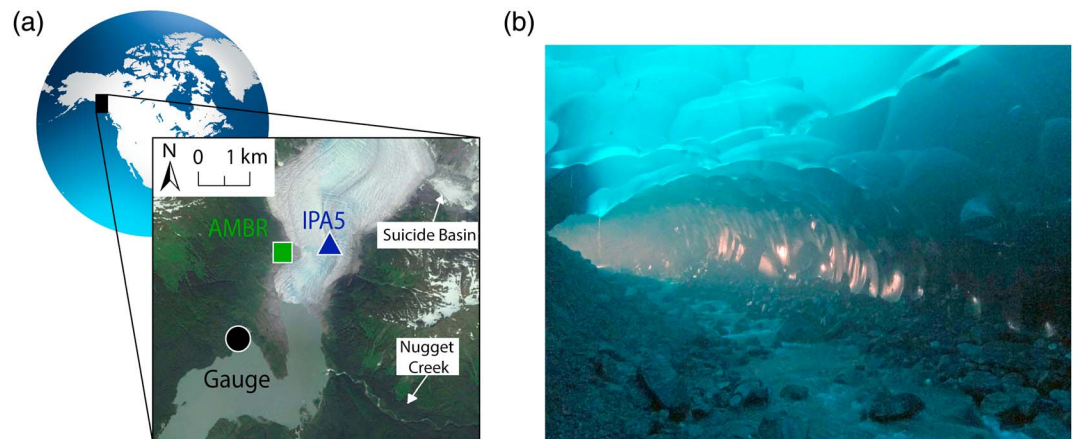 (a)
(b)
N
0 1 km
AMBR
IPA5
Suicide Basin
Gauge
Nugget
Creek